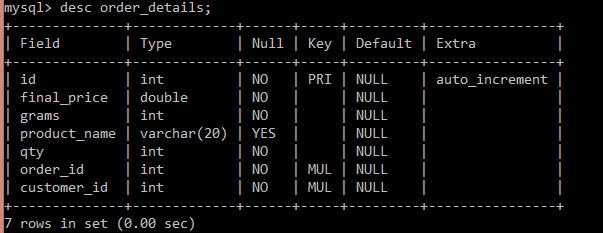 mysql> desc order_details;
+---------------+-------------+------+-----+---------+----------------+
| Field         | Type        | Null | Key | Default | Extra          |
+---------------+-------------+------+-----+---------+----------------+
| id            | int         | NO   | PRI | NULL    | auto_increment |
| final_price   | double      | NO   |     | NULL    |                |
| grams         | int         | NO   |     | NULL    |                |
| product_name  | varchar(20) | YES  |     | NULL    |                |
| qty           | int         | NO   |     | NULL    |                |
| order_id      | int         | NO   | MUL | NULL    |                |
| customer_id   | int         | NO   | MUL | NULL    |                |
+---------------+-------------+------+-----+---------+----------------+
7 rows in set (0.00 sec)